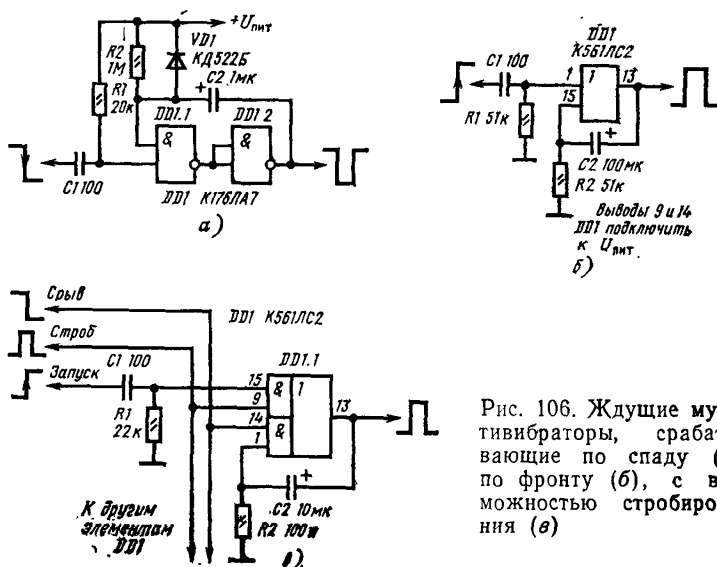 +Uпит
R2
1М
R1
20к
VD1
КД522Б
C2 1мк
+
DD1.1
DD1.2
&
&
C1 100
DD1 К176ЛА7
а)
DD1
К561ЛС2
C1 100
1
1
13
15
R1 51к
+
C2 100мк
R2 51к
Выводы 9 и 14
DD1 подключить
к Uпит
б)
Срыв
Строб
Запуск
C1 100
R1
22к
DD1 К561ЛС2
DD1.1
15
9
14
1
&
&
1
13
+
C2 10мк
R2 100
К другим
элементам
DD1
Рис. 106. Ждущие му
тивибраторы, сраба
вающие по спаду (
по фронту (б), с в
можностью стробиро
ния (в)